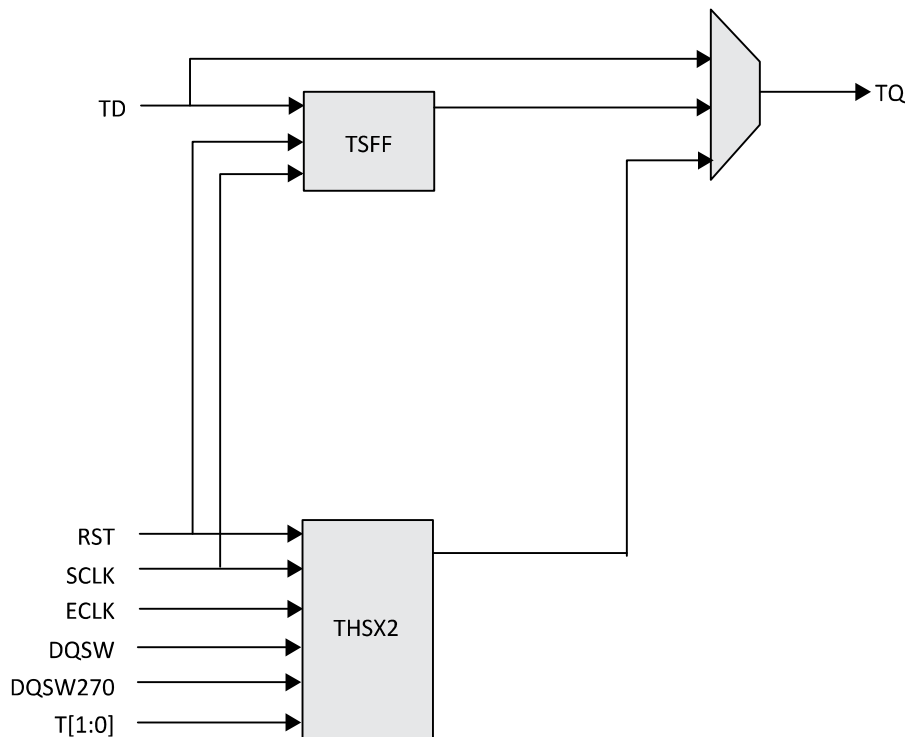 TD
TSFF
TQ
RST
SCLK
ECLK
THSX2
DQSW
DQSW270
T[1:0]